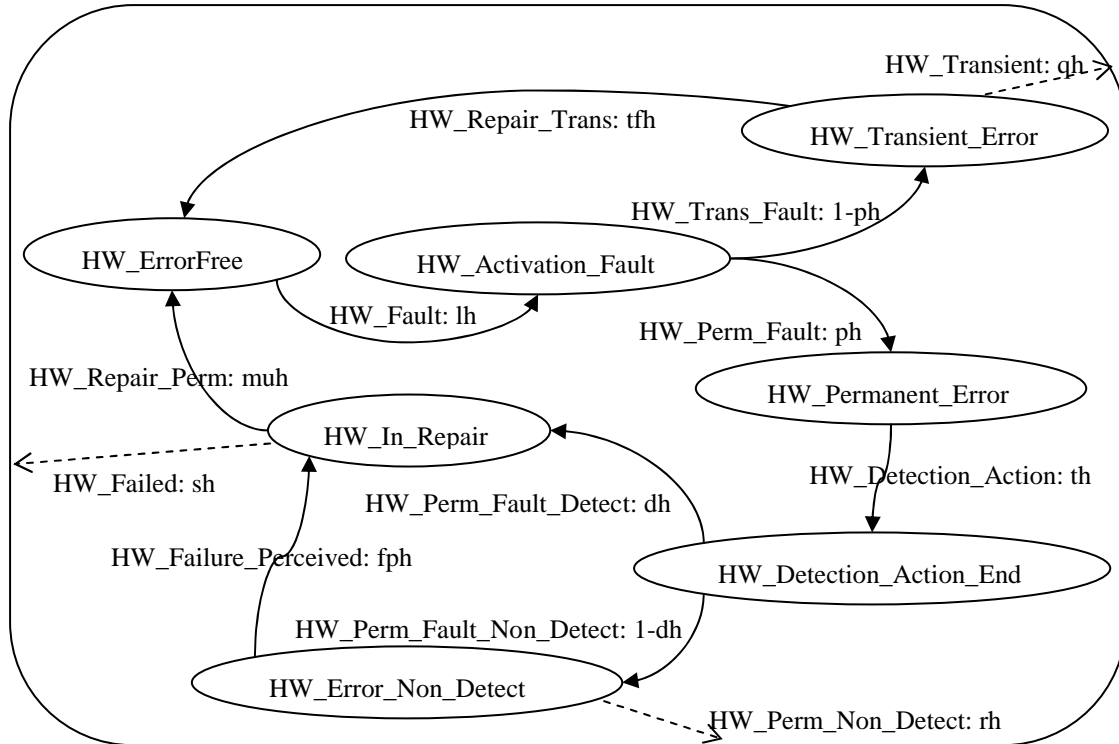 HW_Transient: qh
HW_Repair_Trans: tfh
HW_Transient_Error
HW_Trans_Fault: 1-ph
HW_ErrorFree
HW_Activation_Fault
HW_Fault: lh
HW_Perm_Fault: ph
HW_Repair_Perm: muh
HW_Permanent_Error
HW_In_Repair
HW_Failed: sh
HW_Detection_Action: th
HW_Perm_Fault_Detect: dh
HW_Failure_Perceived: fph
HW_Detection_Action_End
HW_Perm_Fault_Non_Detect: 1-dh
HW_Error_Non_Detect
HW_Perm_Non_Detect: rh